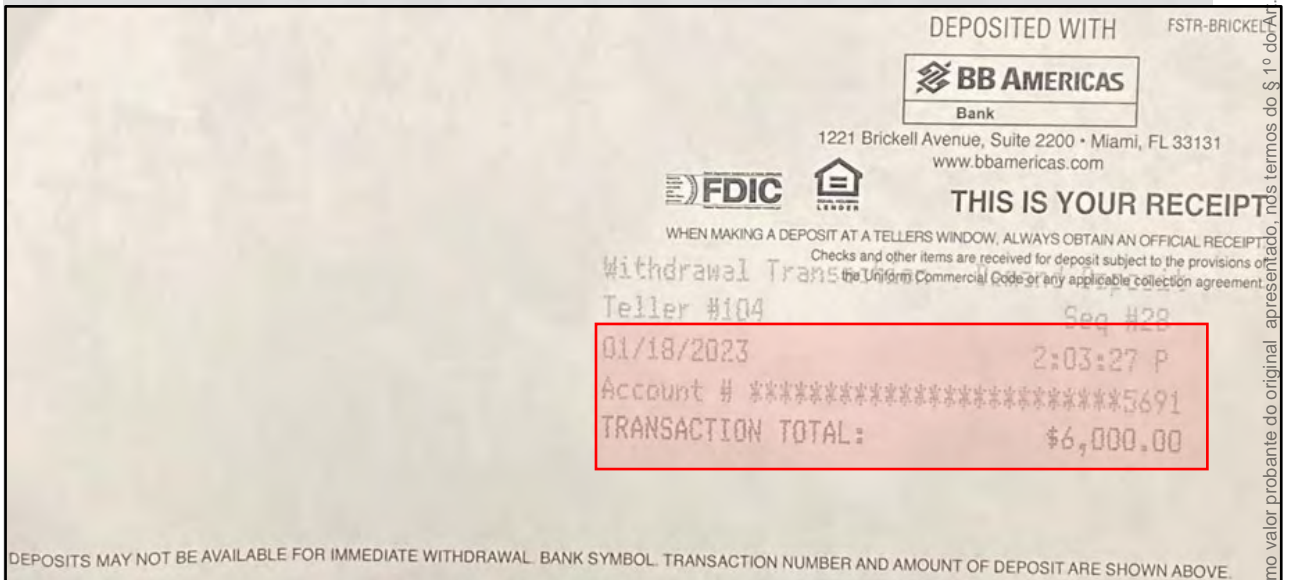 DEPOSITED WITH FSTR-BRICKEL
BB AMERICAS
Bank
1221 Brickell Avenue, Suite 2200 • Miami, FL 33131
www.bbamericas.com
FDIC
EQUAL HOUSING
LENDER
THIS IS YOUR RECEIPT
WHEN MAKING A DEPOSIT AT A TELLERS WINDOW, ALWAYS OBTAIN AN OFFICIAL RECEIPT
Checks and other items are received for deposit subject to the provisions of
the Uniform Commercial Code or any applicable collection agreement.
Withdrawal
Teller #104 Seq #28
01/18/2023 2:03:27 P
Account # **************************5691
TRANSACTION TOTAL: $6,000.00
DEPOSITS MAY NOT BE AVAILABLE FOR IMMEDIATE WITHDRAWAL. BANK SYMBOL. TRANSACTION NUMBER AND AMOUNT OF DEPOSIT ARE SHOWN ABOVE.
mo valor probante do original apresentado, nos termos do § 1º do Ar